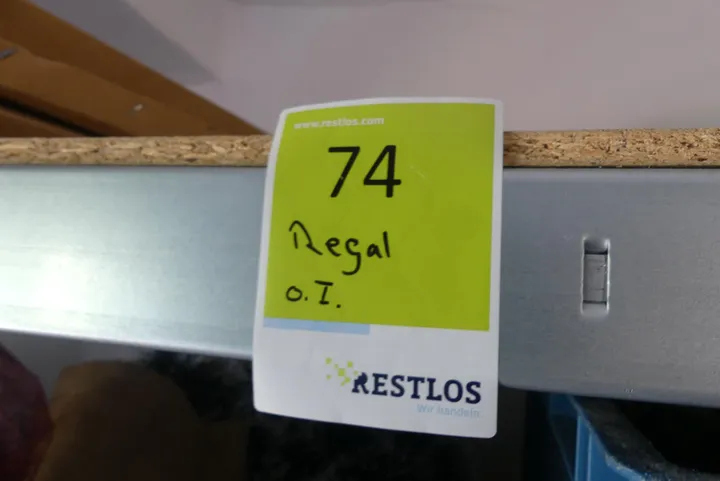 www.restlos.com
74
Regal
o. I.
RESTLOS
Wir handeln